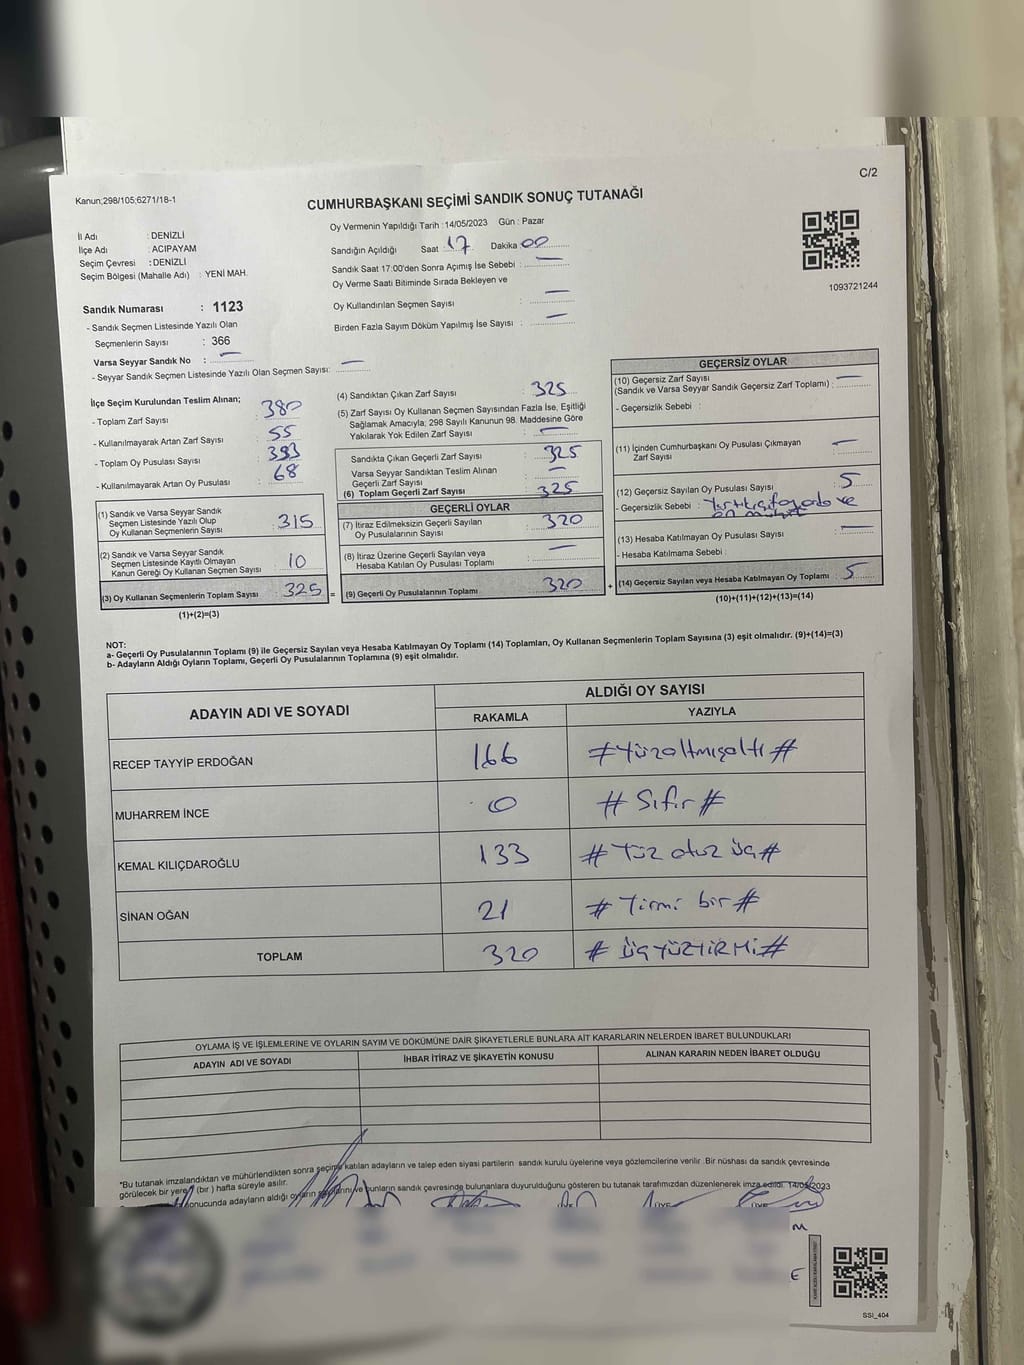 Kanun;298/105;6271/18-1
C/2
CUMHURBAŞKANI SEÇİMİ SANDIK SONUÇ TUTANAĞI
İl Adı : DENİZLİ
İlçe Adı : ACIPAYAM
Seçim Çevresi : DENİZLİ
Seçim Bölgesi (Mahalle Adı) : YENİ MAH.
Oy Vermenin Yapıldığı Tarih : 14/05/2023 Gün : Pazar
Sandığın Açıldığı Saat : 17 Dakika 00
Sandık Saat 17:00'den Sonra Açımış İse Sebebi : —
Oy Verme Saati Bitiminde Sırada Bekleyen ve
Oy Kullandırılan Seçmen Sayısı : —
Birden Fazla Sayım Döküm Yapılmış İse Sayısı : —
1093721244
Sandık Numarası : 1123
- Sandık Seçmen Listesinde Yazılı Olan
Seçmenlerin Sayısı : 366
Varsa Seyyar Sandık No : —
- Seyyar Sandık Seçmen Listesinde Yazılı Olan Seçmen Sayısı: —
İlçe Seçim Kurulundan Teslim Alınan;
- Toplam Zarf Sayısı : 380
- Kullanılmayarak Artan Zarf Sayısı : 55
- Toplam Oy Pusulası Sayısı : 393
- Kullanılmayarak Artan Oy Pusulası : 68
(1) Sandık ve Varsa Seyyar Sandık
Seçmen Listesinde Yazılı Olup
Oy Kullanan Seçmenlerin Sayısı : 315
(2) Sandık ve Varsa Seyyar Sandık
Seçmen Listesinde Kayıtlı Olmayan
Kanun Gereği Oy Kullanan Seçmen Sayısı : 10
(3) Oy Kullanan Seçmenlerin Toplam Sayısı : 325 =
(1)+(2)=(3)
(4) Sandıktan Çıkan Zarf Sayısı : 325
(5) Zarf Sayısı Oy Kullanan Seçmen Sayısından Fazla İse, Eşitliği
Sağlamak Amacıyla; 298 Sayılı Kanunun 98. Maddesine Göre
Yakılarak Yok Edilen Zarf Sayısı : —
Sandıkta Çıkan Geçerli Zarf Sayısı : 325
Varsa Seyyar Sandıktan Teslim Alınan
Geçerli Zarf Sayısı : —
(6) Toplam Geçerli Zarf Sayısı : 325
GEÇERLİ OYLAR
(7) İtiraz Edilmeksizin Geçerli Sayılan
Oy Pusulasının Sayısı : 320
(8) İtiraz Üzerine Geçerli Sayılan veya
Hesaba Katılan Oy Pusulası Toplamı : —
(9) Geçerli Oy Pusulalarının Toplamı : 320 +
GEÇERSİZ OYLAR
(10) Geçersiz Zarf Sayısı
(Sandık ve Varsa Seyyar Sandık Geçersiz Zarf Toplamı) : —
- Geçersizlik Sebebi :
(11) İçinden Cumhurbaşkanı Oy Pusulası Çıkmayan
Zarf Sayısı : —
(12) Geçersiz Sayılan Oy Pusulası Sayısı : 5
- Geçersizlik Sebebi : ve
(13) Hesaba Katılmayan Oy Pusulası Sayısı : —
- Hesaba Katılmama Sebebi :
(14) Geçersiz Sayılan veya Hesaba Katılmayan Oy Toplamı : 5
(10)+(11)+(12)+(13)=(14)
NOT:
a- Geçerli Oy Pusulalarının Toplamı (9) ile Geçersiz Sayılan veya Hesaba Katılmayan Oy Toplamı (14) Toplamları, Oy Kullanan Seçmenlerin Toplam Sayısına (3) eşit olmalıdır. (9)+(14)=(3)
b- Adayların Aldığı Oyların Toplamı, Geçerli Oy Pusulalarının Toplamına (9) eşit olmalıdır.
ADAYIN ADI VE SOYADI
ALDIĞI OY SAYISI
RAKAMLA YAZIYLA
RECEP TAYYİP ERDOĞAN 166 #Yüzaltmışaltı#
MUHARREM İNCE 0 #Sıfır#
KEMAL KILIÇDAROĞLU 133 #Yüz otuz üç#
SİNAN OĞAN 21 #Yirmi bir#
TOPLAM 320 #ÜÇYÜZYİRMİ#
OYLAMA İŞ VE İŞLEMLERİNE VE OYLARIN SAYIM VE DÖKÜMÜNE DAİR ŞİKAYETLERLE BUNLARA AİT KARARLARIN NELERDEN İBARET BULUNDUKLARI
ADAYIN ADI VE SOYADI İHBAR İTİRAZ VE ŞİKAYETİN KONUSU ALINAN KARARIN NEDEN İBARET OLDUĞU
*Bu tutanak imzalandıktan ve mühürlendikten sonra seçime katılan adayların ve talep eden siyasi partilerin sandık kurulu üyelerine veya gözlemcilerine verilir. Bir nüshası da sandık çevresinde
görülecek bir yere (bir) hafta süreyle asılır.
onucunda adayların aldığı oyların ve bunların sandık çevresinde bulunanlara duyurulduğunu gösteren bu tutanak tarafımızdan düzenlenerek imza edildi. 14/05/2023
ÜYE ÜYE
M
E
SSİ_404